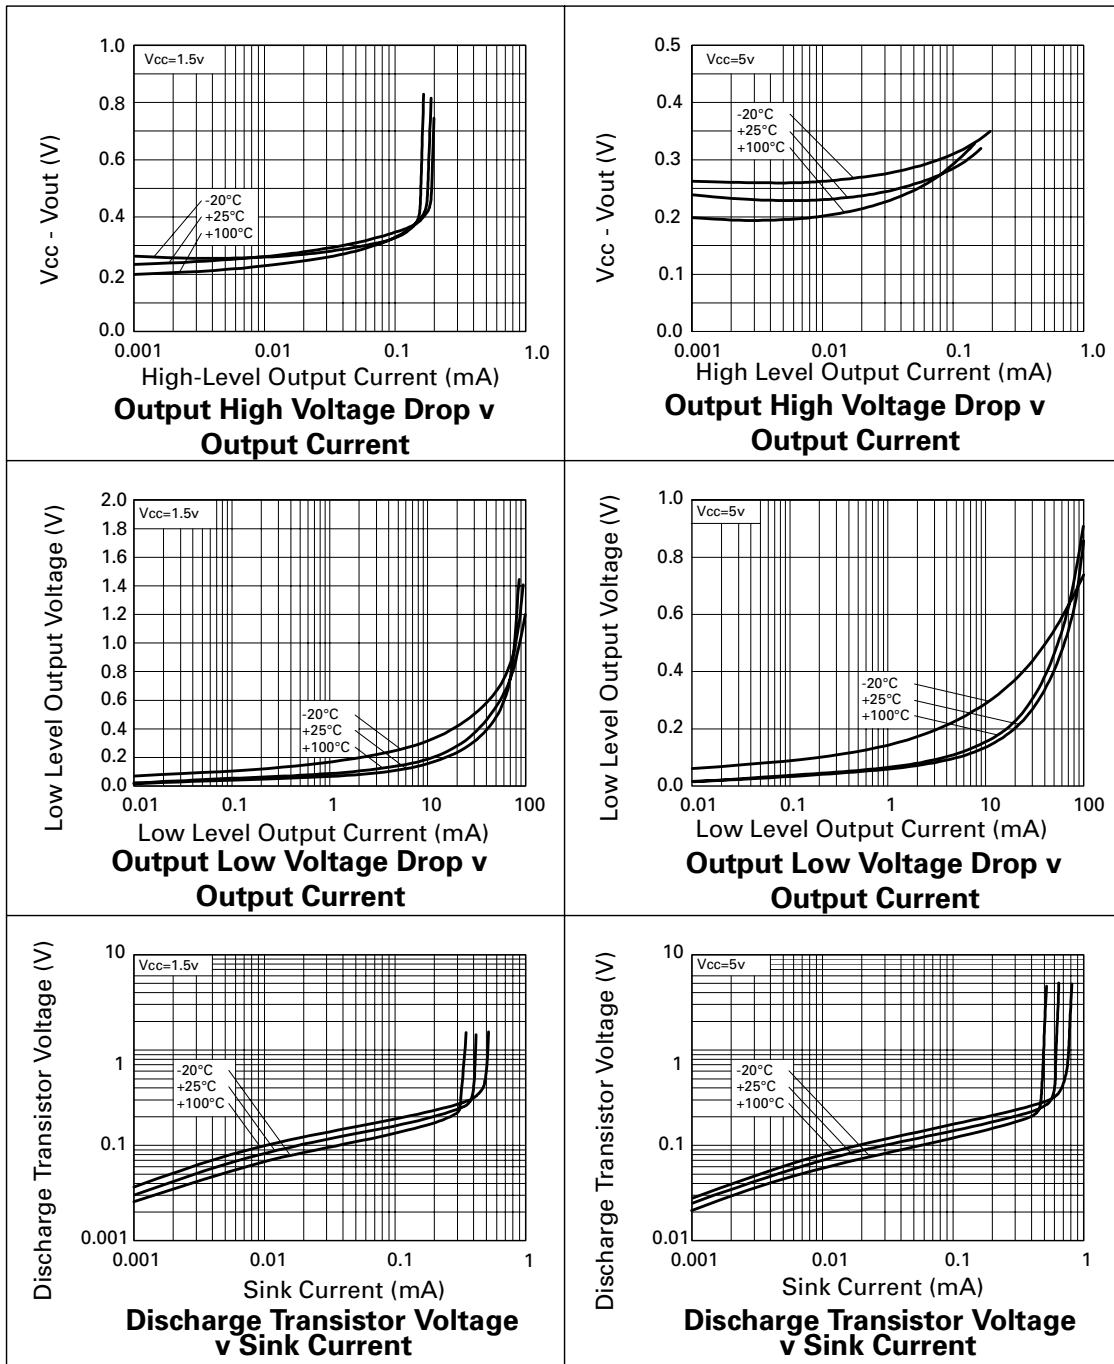 Vcc - Vout (V)
1.0
0.8
0.6
0.4
0.2
0.0
Vcc=1.5v
-20°C
+25°C
+100°C
0.001 0.01 0.1 1.0
High-Level Output Current (mA)
Output High Voltage Drop v
Output Current
Vcc - Vout (V)
0.5
0.4
0.3
0.2
0.1
0.0
Vcc=5v
-20°C
+25°C
+100°C
0.001 0.01 0.1 1.0
High Level Output Current (mA)
Output High Voltage Drop v
Output Current
Low Level Output Voltage (V)
2.0
1.8
1.6
1.4
1.2
1.0
0.8
0.6
0.4
0.2
0.0
Vcc=1.5v
-20°C
+25°C
+100°C
0.01 0.1 1 10 100
Low Level Output Current (mA)
Output Low Voltage Drop v
Output Current
Low Level Output Voltage (V)
1.0
0.8
0.6
0.4
0.2
0.0
Vcc=5v
-20°C
+25°C
+100°C
0.01 0.1 1 10 100
Low Level Output Current (mA)
Output Low Voltage Drop v
Output Current
Discharge Transistor Voltage (V)
10
1
0.1
0.001
Vcc=1.5v
-20°C
+25°C
+100°C
0.001 0.01 0.1 1
Sink Current (mA)
Discharge Transistor Voltage
v Sink Current
Discharge Transistor Voltage (V)
10
1
0.1
0.01
Vcc=5v
-20°C
+25°C
+100°C
0.001 0.01 0.1 1
Sink Current (mA)
Discharge Transistor Voltage
v Sink Current